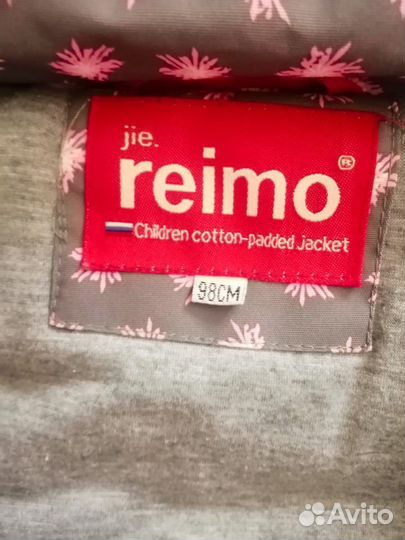 jie.
reimo®
Children cotton-padded jacket
98CM
Avito